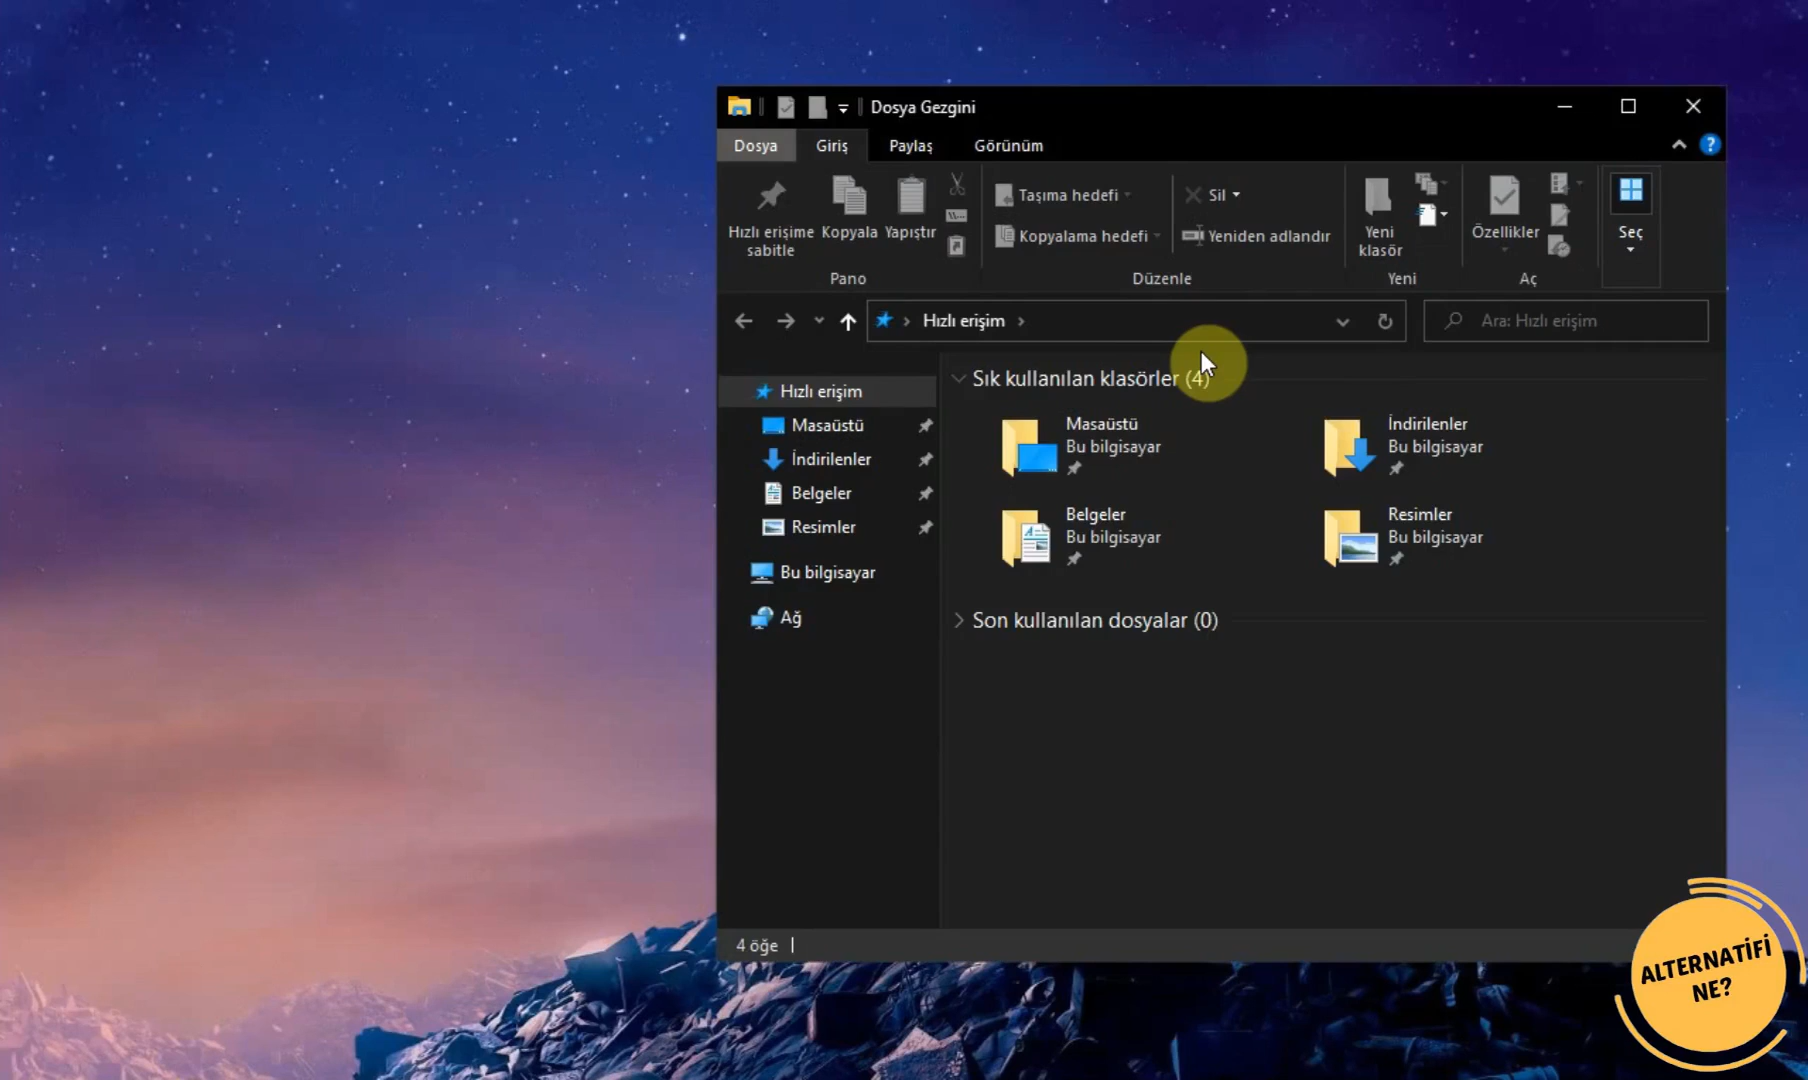 Dosya Gezgini
Dosya
Giriş
Paylaş
Görünüm
Hızlı erişime
sabitle
Kopyala
Yapıştır
Pano
Taşıma hedefi
Kopyalama hedefi
Sil
Yeniden adlandır
Düzenle
Yeni
klasör
Yeni
Özellikler
Aç
Seç
Hızlı erişim
Ara: Hızlı erişim
Hızlı erişim
Masaüstü
İndirilenler
Belgeler
Resimler
Bu bilgisayar
Ağ
Sık kullanılan klasörler (4)
Masaüstü
Bu bilgisayar
İndirilenler
Bu bilgisayar
Belgeler
Bu bilgisayar
Resimler
Bu bilgisayar
Son kullanılan dosyalar (0)
4 öğe
ALTERNATİFİ
NE?